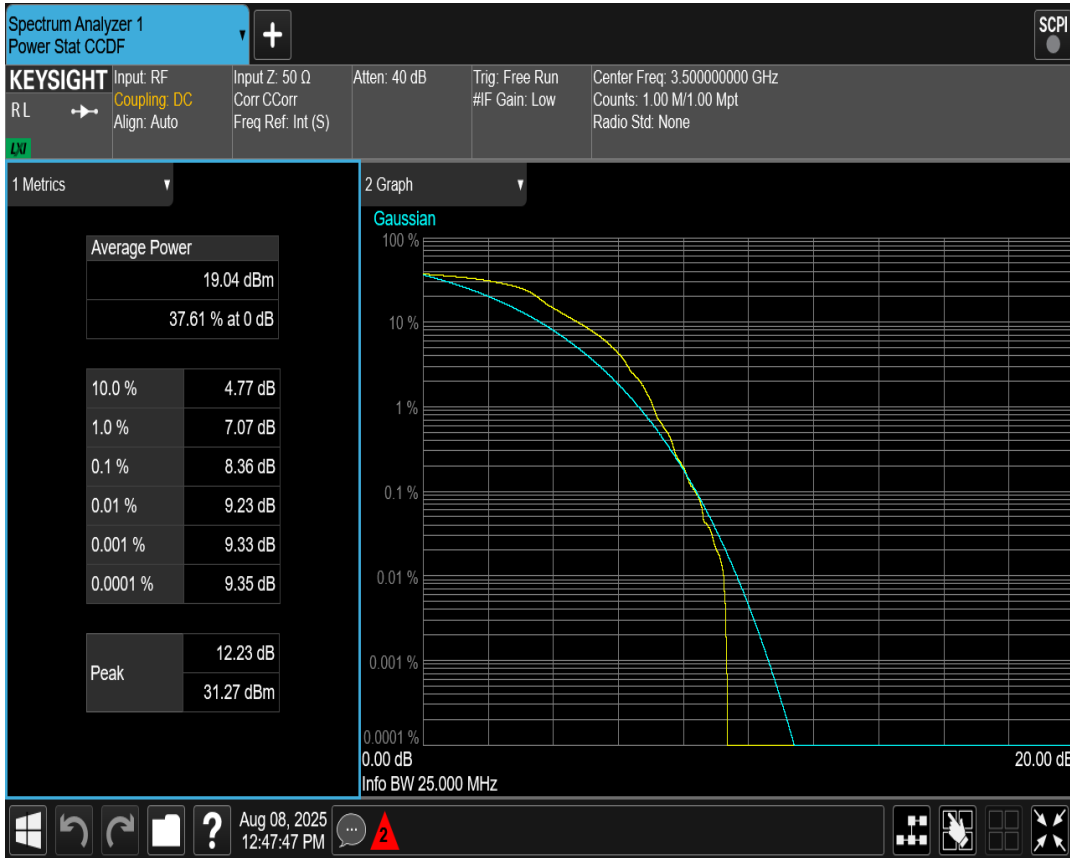 Spectrum Analyzer 1
Power Stat CCDF
+
SCPI
KEYSIGHT
R L
LXI
Input: RF
Coupling: DC
Align: Auto
Input Z: 50 Ω
Corr CCorr
Freq Ref: Int (S)
Atten: 40 dB
Trig: Free Run
#IF Gain: Low
Center Freq: 3.500000000 GHz
Counts: 1.00 M/1.00 Mpt
Radio Std: None
1 Metrics
Average Power
19.04 dBm
37.61 % at 0 dB
10.0 % 4.77 dB
1.0 % 7.07 dB
0.1 % 8.36 dB
0.01 % 9.23 dB
0.001 % 9.33 dB
0.0001 % 9.35 dB
Peak
12.23 dB
31.27 dBm
2 Graph
Gaussian
100 %
10 %
1 %
0.1 %
0.01 %
0.001 %
0.0001 %
0.00 dB 20.00 dB
Info BW 25.000 MHz
?
Aug 08, 2025
12:47:47 PM
2